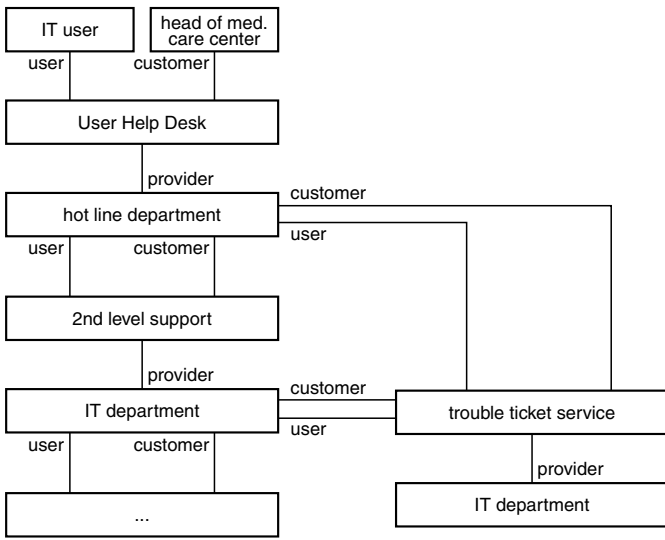 IT user
head of med.
care center
user
customer
User Help Desk
provider
hot line department
customer
user
user
customer
2nd level support
provider
IT department
customer
user
user
customer
...
trouble ticket service
provider
IT department